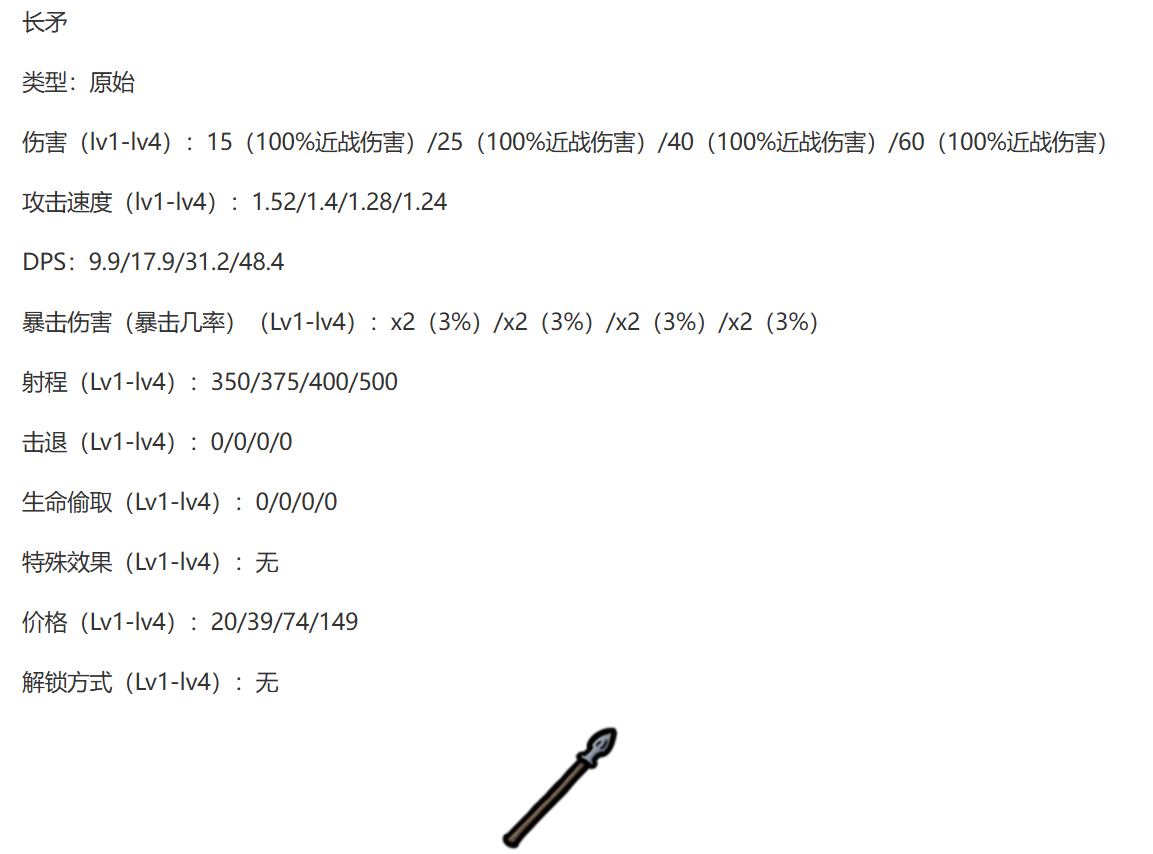 长矛
类型：原始
伤害（lv1-lv4）：15（100%近战伤害）/25（100%近战伤害）/40（100%近战伤害）/60（100%近战伤害）
攻击速度（lv1-lv4）：1.52/1.4/1.28/1.24
DPS：9.9/17.9/31.2/48.4
暴击伤害（暴击几率）（Lv1-lv4）：x2（3%）/x2（3%）/x2（3%）/x2（3%）
射程（Lv1-lv4）：350/375/400/500
击退（Lv1-lv4）：0/0/0/0
生命偷取（Lv1-lv4）：0/0/0/0
特殊效果（Lv1-lv4）：无
价格（Lv1-lv4）：20/39/74/149
解锁方式（Lv1-lv4）：无